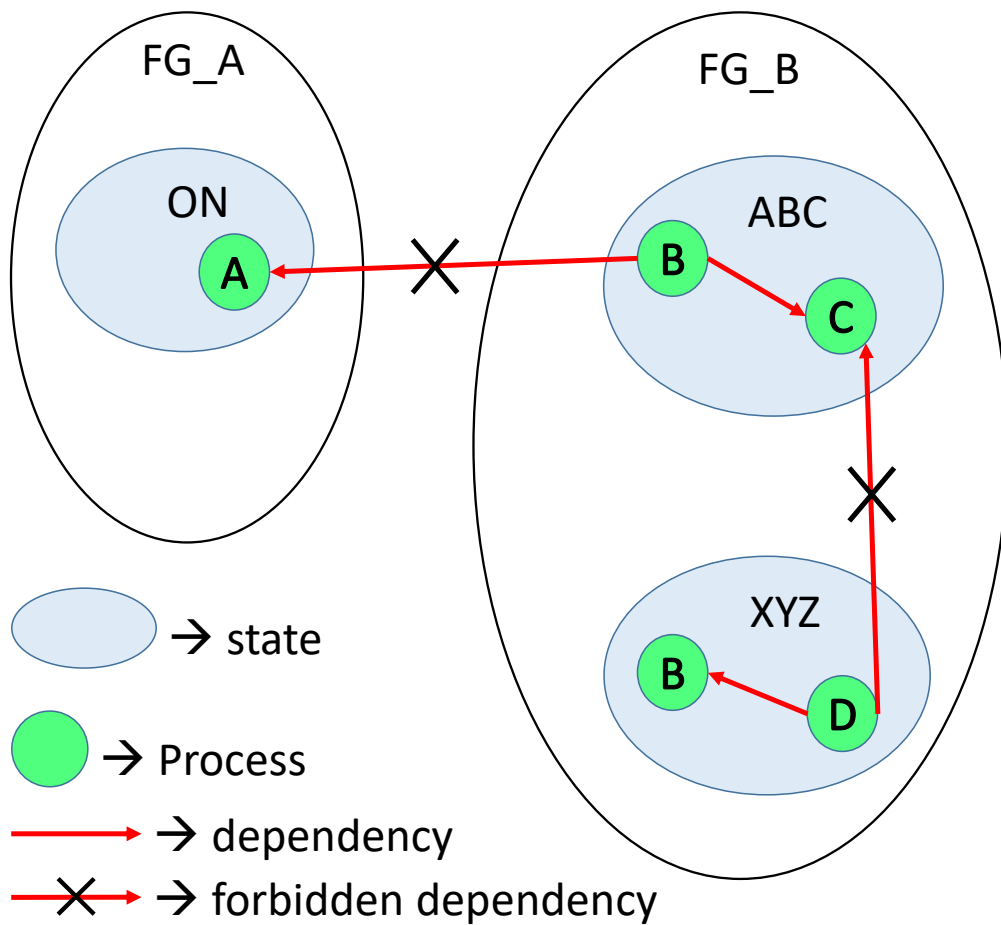 FG_A
ON
A
FG_B
ABC
B
C
XYZ
B
D
→ state
→ Process
→ dependency
→ forbidden dependency